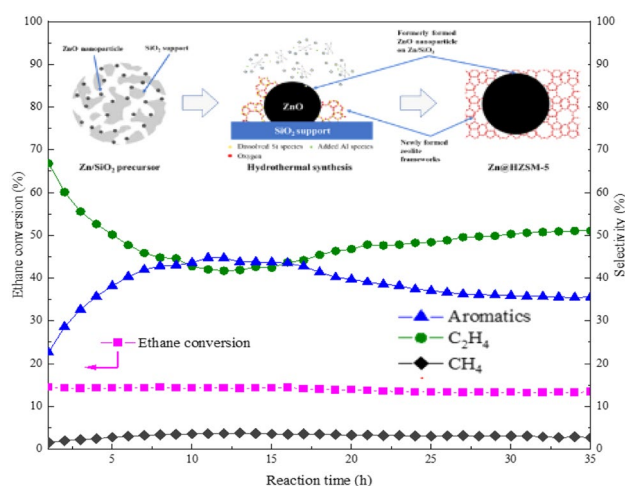 ZnO-nanoparticle
SiO₂ support
Zn/SiO₂ precursor
ZnO
SiO₂ support
Dissolved Si species
Added Al species
Oxygen
Hydrothermal synthesis
Formerly formed
ZnO-nanoparticle
on Zn/SiO₂
Newly formed
zeolite
frameworks
Zn@HZSM-5
Ethane conversion (%)
100
90
80
70
60
50
40
30
20
10
0
Selectivity (%)
100
90
80
70
60
50
40
30
20
10
0
Aromatics
C₂H₄
CH₄
Ethane conversion
5
10
15
20
25
30
35
Reaction time (h)